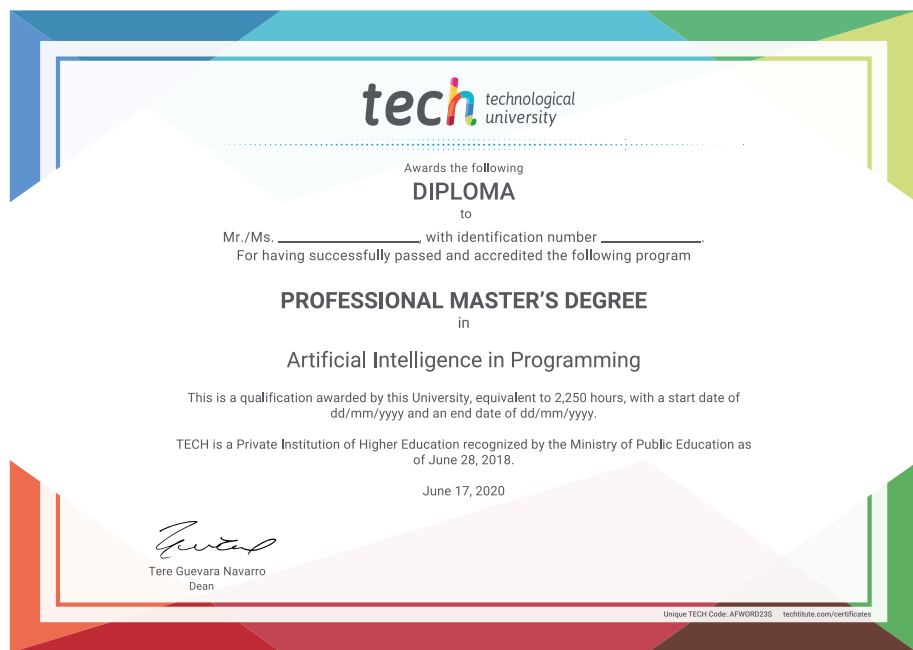 tech technological
university
Awards the following
DIPLOMA
to
Mr./Ms. ____________________, with identification number ______________.
For having successfully passed and accredited the following program
PROFESSIONAL MASTER'S DEGREE
in
Artificial Intelligence in Programming
This is a qualification awarded by this University, equivalent to 2,250 hours, with a start date of
dd/mm/yyyy and an end date of dd/mm/yyyy.
TECH is a Private Institution of Higher Education recognized by the Ministry of Public Education as
of June 28, 2018.
June 17, 2020
Tere Guevara Navarro
Dean
Unique TECH Code: AFWORD23S techtitute.com/certificates